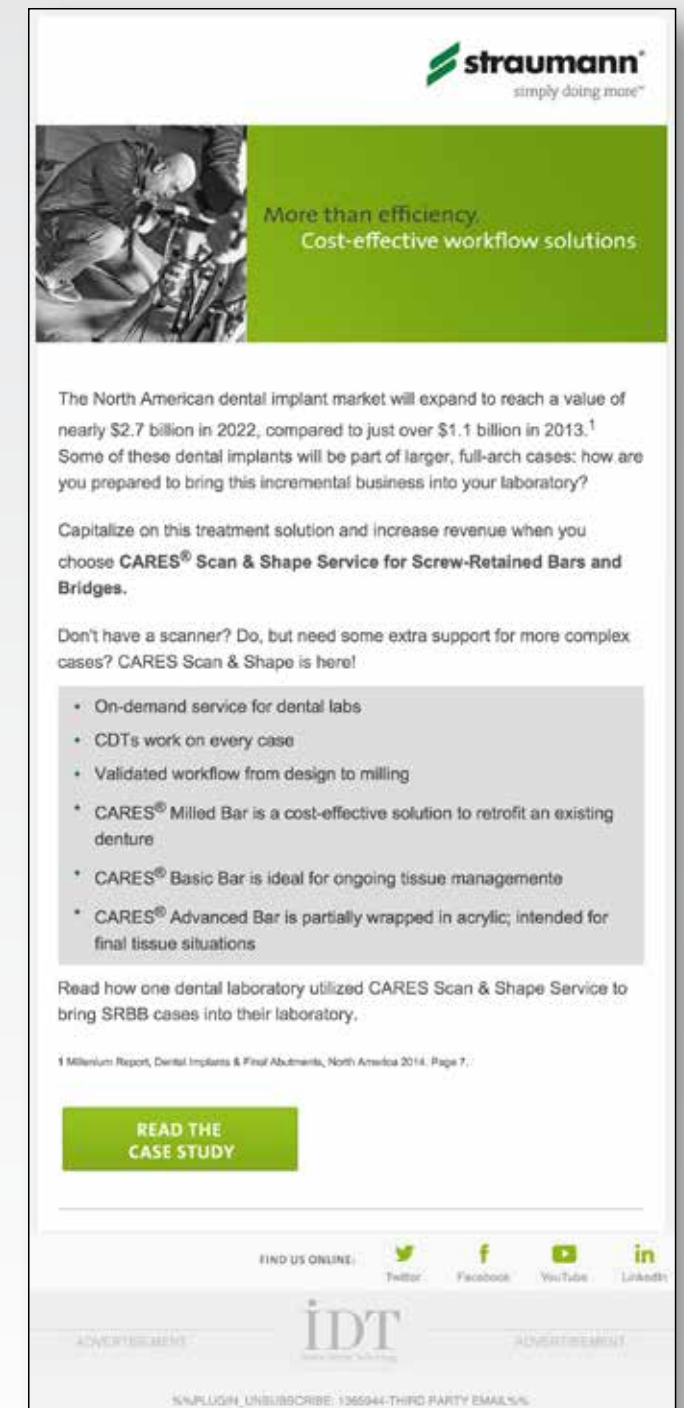 straumann®
simply doing more™
More than efficiency.
Cost-effective workflow solutions
The North American dental implant market will expand to reach a value of
nearly $2.7 billion in 2022, compared to just over $1.1 billion in 2013.1
Some of these dental implants will be part of larger, full-arch cases: how are
you prepared to bring this incremental business into your laboratory?
Capitalize on this treatment solution and increase revenue when you
choose CARES® Scan & Shape Service for Screw-Retained Bars and
Bridges.
Don't have a scanner? Do, but need some extra support for more complex
cases? CARES Scan & Shape is here!
• On-demand service for dental labs
• CDTs work on every case
• Validated workflow from design to milling
• CARES® Milled Bar is a cost-effective solution to retrofit an existing
denture
• CARES® Basic Bar is ideal for ongoing tissue managemente
• CARES® Advanced Bar is partially wrapped in acrylic; intended for
final tissue situations
Read how one dental laboratory utilized CARES Scan & Shape Service to
bring SRBB cases into their laboratory.
1 Millenium Report, Dental Implants & Final Abutments, North America 2014. Page 7.
READ THE
CASE STUDY
FIND US ONLINE:
Twitter Facebook YouTube LinkedIn
ADVERTISEMENT IDT ADVERTISEMENT
%%PLUGIN_UNSUBSCRIBE: 1365944-THIRD PARTY EMAIL%%